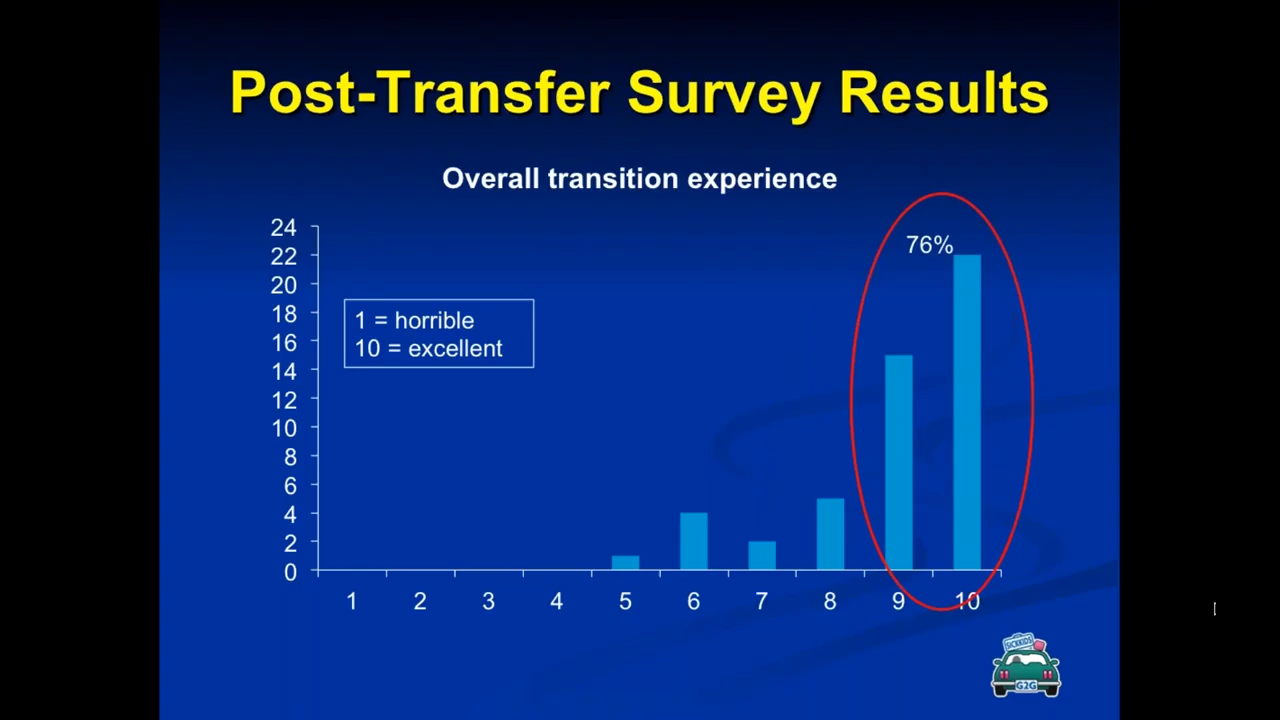 Post-Transfer Survey Results
Overall transition experience
24
22
20
18
16
14
12
10
8
6
4
2
0
1 = horrible
10 = excellent
76%
1 2 3 4 5 6 7 8 9 10
G2G